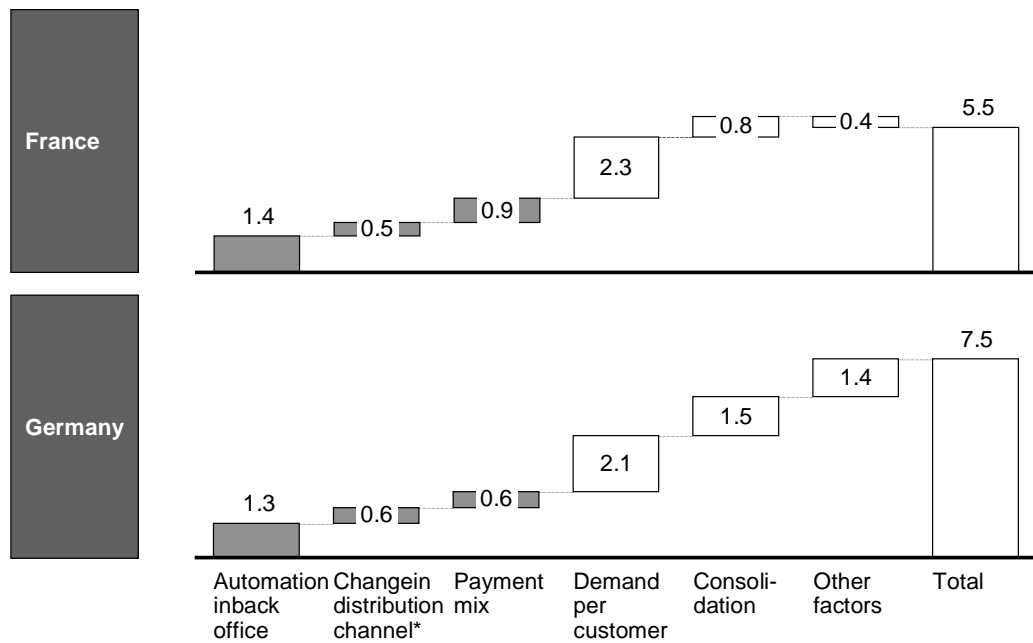 France
1.4
0.5
0.9
2.3
0.8
0.4
5.5
Germany
1.3
0.6
0.6
2.1
1.5
1.4
7.5
Automation
inback
office
Changein
distribution
channel*
Payment
mix
Demand
per
customer
Consoli-
dation
Other
factors
Total